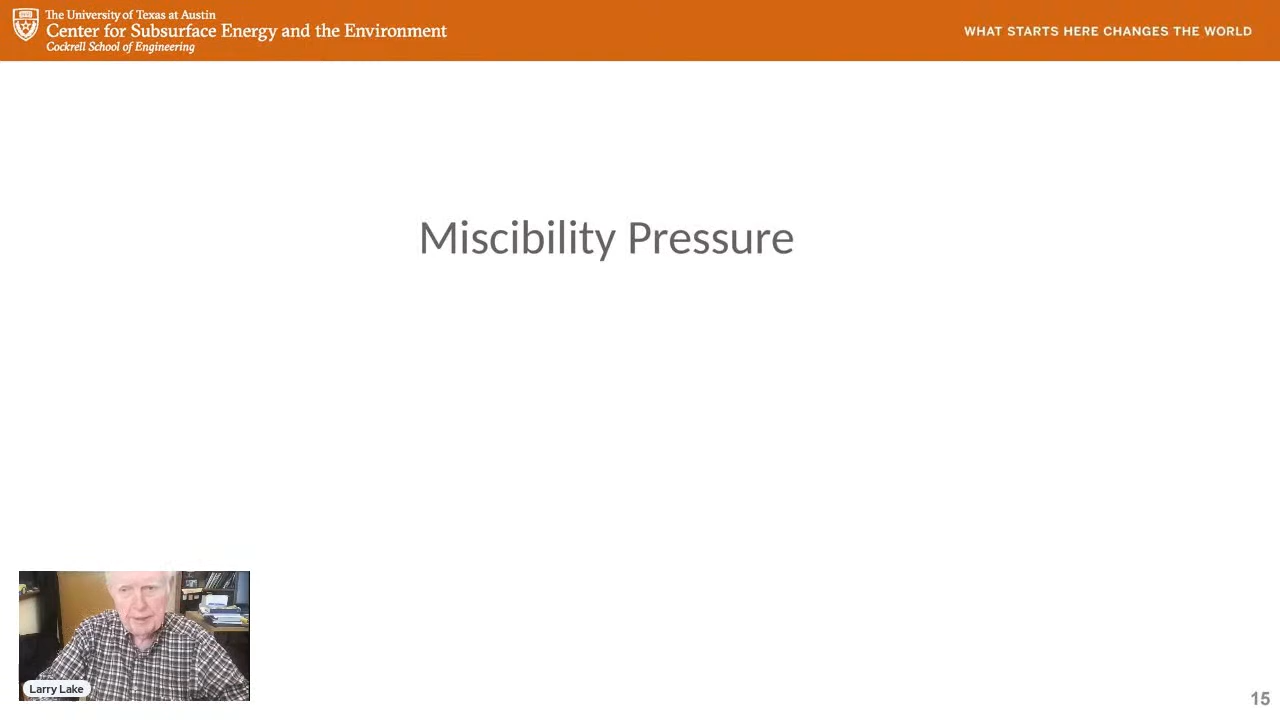 The University of Texas at Austin
Center for Subsurface Energy and the Environment
Cockrell School of Engineering
WHAT STARTS HERE CHANGES THE WORLD
Miscibility Pressure
Larry Lake
15